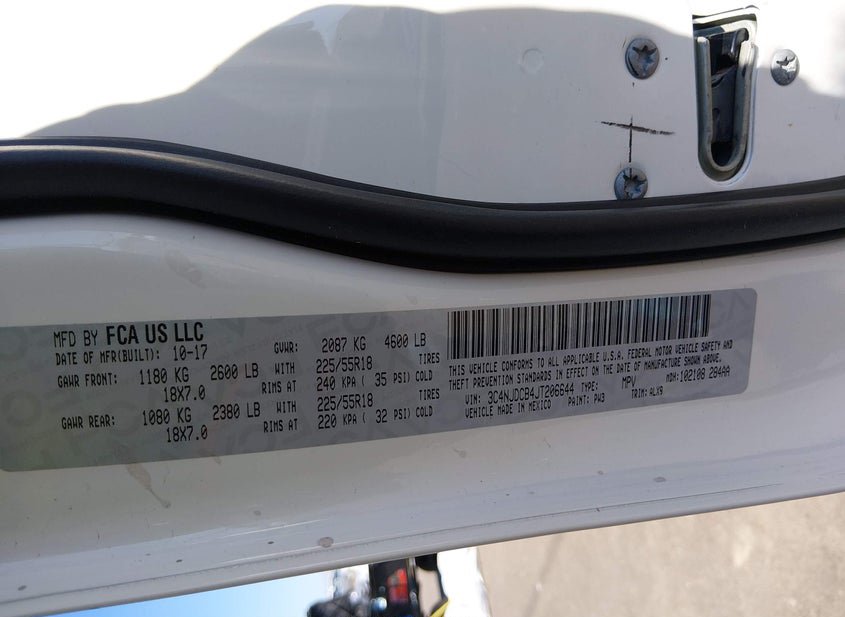 MFD BY FCA US LLC
DATE OF MFR(BUILT): 10-17 GVWR: 2087 KG 4600 LB
GAWR FRONT: 1180 KG 2600 LB WITH 225/55R18 TIRES
18X7.0 RIMS AT 240 KPA ( 35 PSI) COLD
GAWR REAR: 1080 KG 2380 LB WITH 225/55R18 TIRES
18X7.0 RIMS AT 220 KPA ( 32 PSI) COLD
THIS VEHICLE CONFORMS TO ALL APPLICABLE U.S.A. FEDERAL MOTOR VEHICLE SAFETY AND
THEFT PREVENTION STANDARDS IN EFFECT ON THE DATE OF MANUFACTURE SHOWN ABOVE.
VIN: 3C4NJDCB4JT206644 TYPE: MPV MDH: 102108 284AA
VEHICLE MADE IN MEXICO PAINT: PW3 TRIM: ALX9